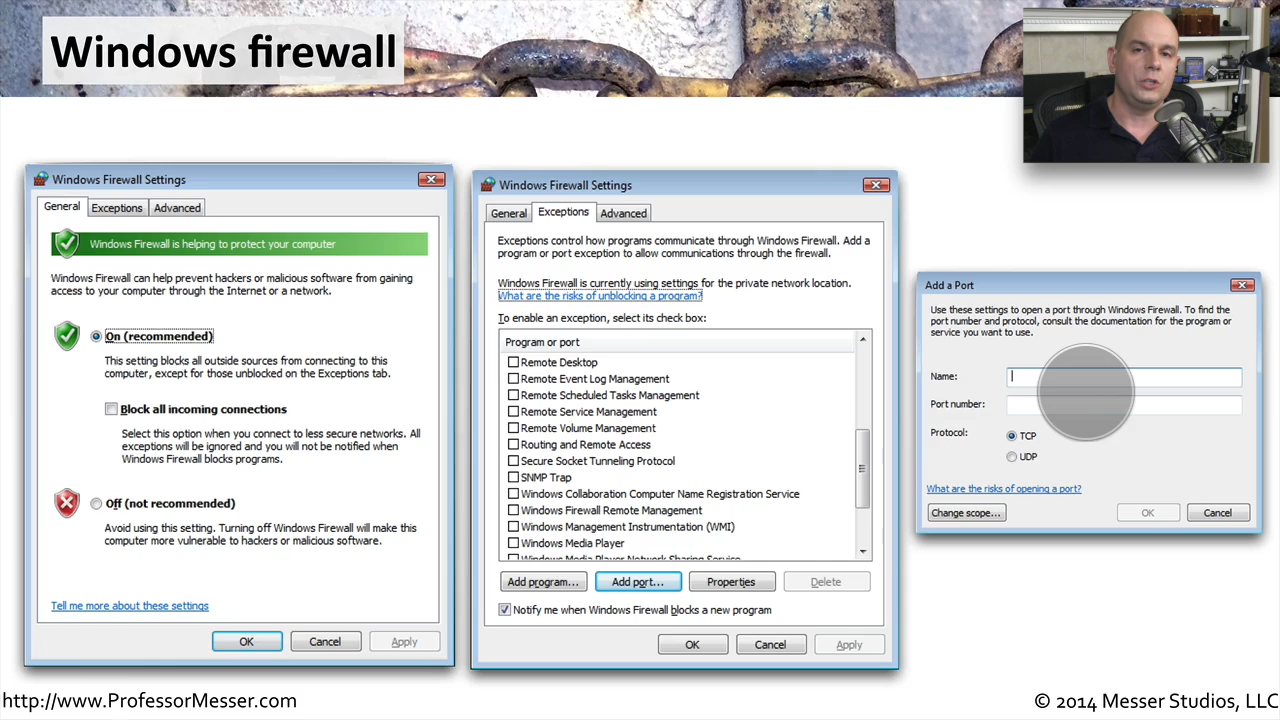 Windows firewall
Windows Firewall Settings
General
Exceptions
Advanced
Windows Firewall is helping to protect your computer
Windows Firewall can help prevent hackers or malicious software from gaining
access to your computer through the Internet or a network.
On (recommended)
This setting blocks all outside sources from connecting to this
computer, except for those unblocked on the Exceptions tab.
Block all incoming connections
Select this option when you connect to less secure networks. All
exceptions will be ignored and you will not be notified when
Windows Firewall blocks programs.
Off (not recommended)
Avoid using this setting. Turning off Windows Firewall will make this
computer more vulnerable to hackers or malicious software.
Tell me more about these settings
OK
Cancel
Apply
Windows Firewall Settings
General
Exceptions
Advanced
Exceptions control how programs communicate through Windows Firewall. Add a
program or port exception to allow communications through the firewall.
Windows Firewall is currently using settings for the private network location.
What are the risks of unblocking a program?
To enable an exception, select its check box:
Program or port
Remote Desktop
Remote Event Log Management
Remote Scheduled Tasks Management
Remote Service Management
Remote Volume Management
Routing and Remote Access
Secure Socket Tunneling Protocol
SNMP Trap
Windows Collaboration Computer Name Registration Service
Windows Firewall Remote Management
Windows Management Instrumentation (WMI)
Windows Media Player
Windows Media Player Network Sharing Service
Add program...
Add port...
Properties
Delete
Notify me when Windows Firewall blocks a new program
OK
Cancel
Apply
Add a Port
Use these settings to open a port through Windows Firewall. To find the
port number and protocol, consult the documentation for the program or
service you want to use.
Name:
Port number:
Protocol:
TCP
UDP
What are the risks of opening a port?
Change scope...
OK
Cancel
http://www.ProfessorMesser.com
© 2014 Messer Studios, LLC